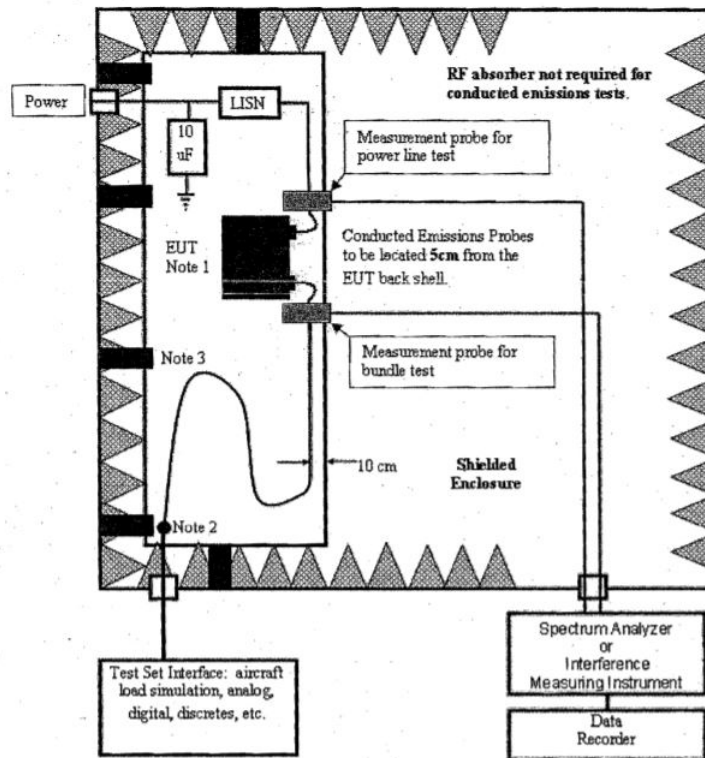 RF absorber not required for
conducted emissions tests.
Power
LISN
10
uF
Measurement probe for
power line test
EUT
Note 1
Conducted Emissions Probes
to be located 5cm from the
EUT back shell.
Note 3
Measurement probe for
bundle test
10 cm
Shielded
Enclosure
Note 2
Test Set Interface: aircraft
load simulation, analog,
digital, discretes, etc.
Spectrum Analyzer
or
Interference
Measuring Instrument
Data
Recorder